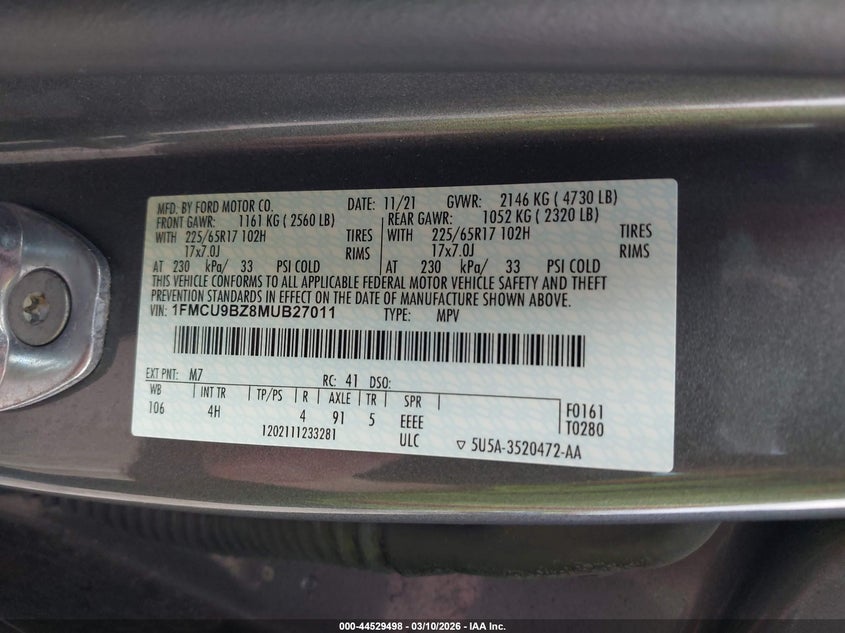 MFD. BY FORD MOTOR CO. DATE: 11/21 GVWR: 2146 KG ( 4730 LB)
FRONT GAWR: 1161 KG ( 2560 LB) REAR GAWR: 1052 KG ( 2320 LB)
WITH 225/65R17 102H TIRES WITH 225/65R17 102H TIRES
17x7.0J RIMS 17x7.0J RIMS
AT 230 kPa/ 33 PSI COLD AT 230 kPa/ 33 PSI COLD
THIS VEHICLE CONFORMS TO ALL APPLICABLE FEDERAL MOTOR VEHICLE SAFETY AND THEFT
PREVENTION STANDARDS IN EFFECT ON THE DATE OF MANUFACTURE SHOWN ABOVE.
VIN: 1FMCU9BZ8MUB27011 TYPE: MPV
EXT PNT: M7 RC: 41 DSO:
WB INT TR TP/PS R AXLE TR SPR F0161
106 4H 4 91 5 EEEE T0280
1202111233281 ULC ▽ 5U5A-3520472-AA
000-44529498 - 03/10/2026 - IAA Inc.